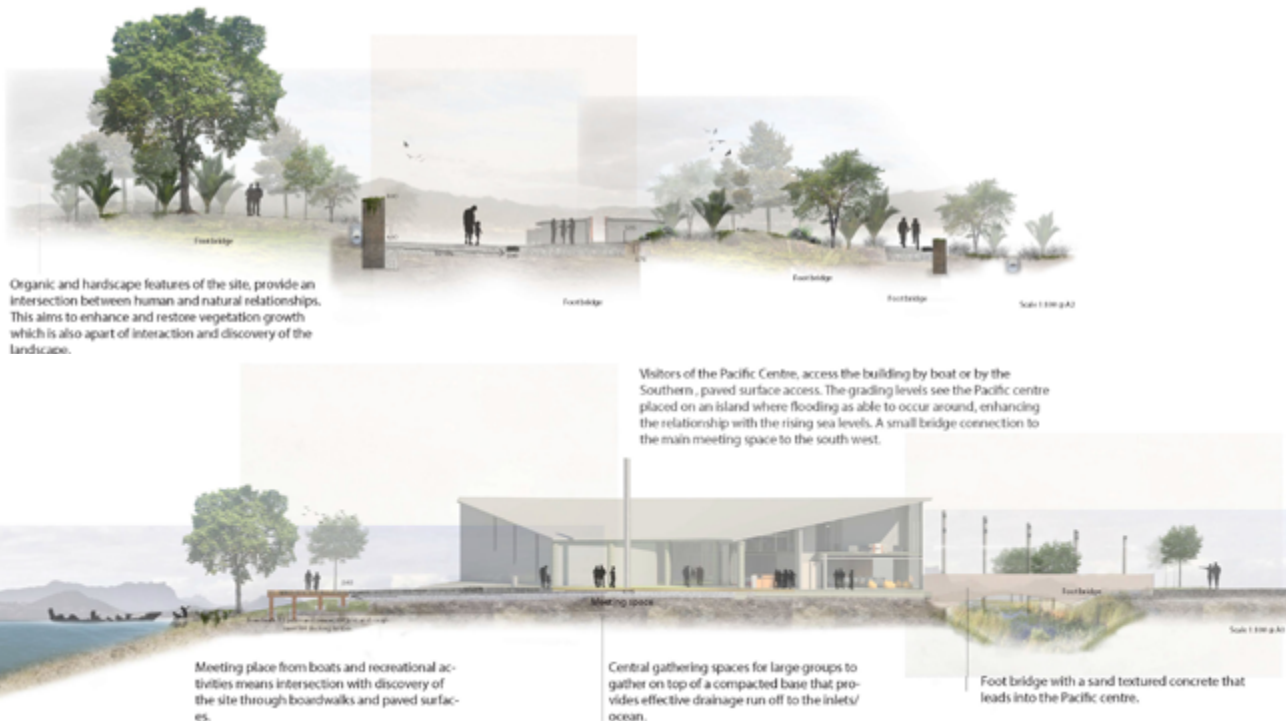 Footbridge
Footbridge
Footbridge
Footbridge
Organic and hardscape features of the site, provide an
intersection between human and natural relationships.
This aims to enhance and restore vegetation growth
which is also apart of interaction and discovery of the
landscape.
Visitors of the Pacific Centre, access the building by boat or by the
Southern , paved surface access. The grading levels see the Pacific centre
placed on an island where flooding as able to occur around, enhancing
the relationship with the rising sea levels. A small bridge connection to
the main meeting space to the south west.
Footbridge
Meeting space
Meeting place from boats and recreational ac-
tivities means intersection with discovery of
the site through boardwalks and paved surfac-
es.
Central gathering spaces for large groups to
gather on top of a compacted base that pro-
vides effective drainage run off to the inlets/
ocean.
Foot bridge with a sand textured concrete that
leads into the Pacific centre.